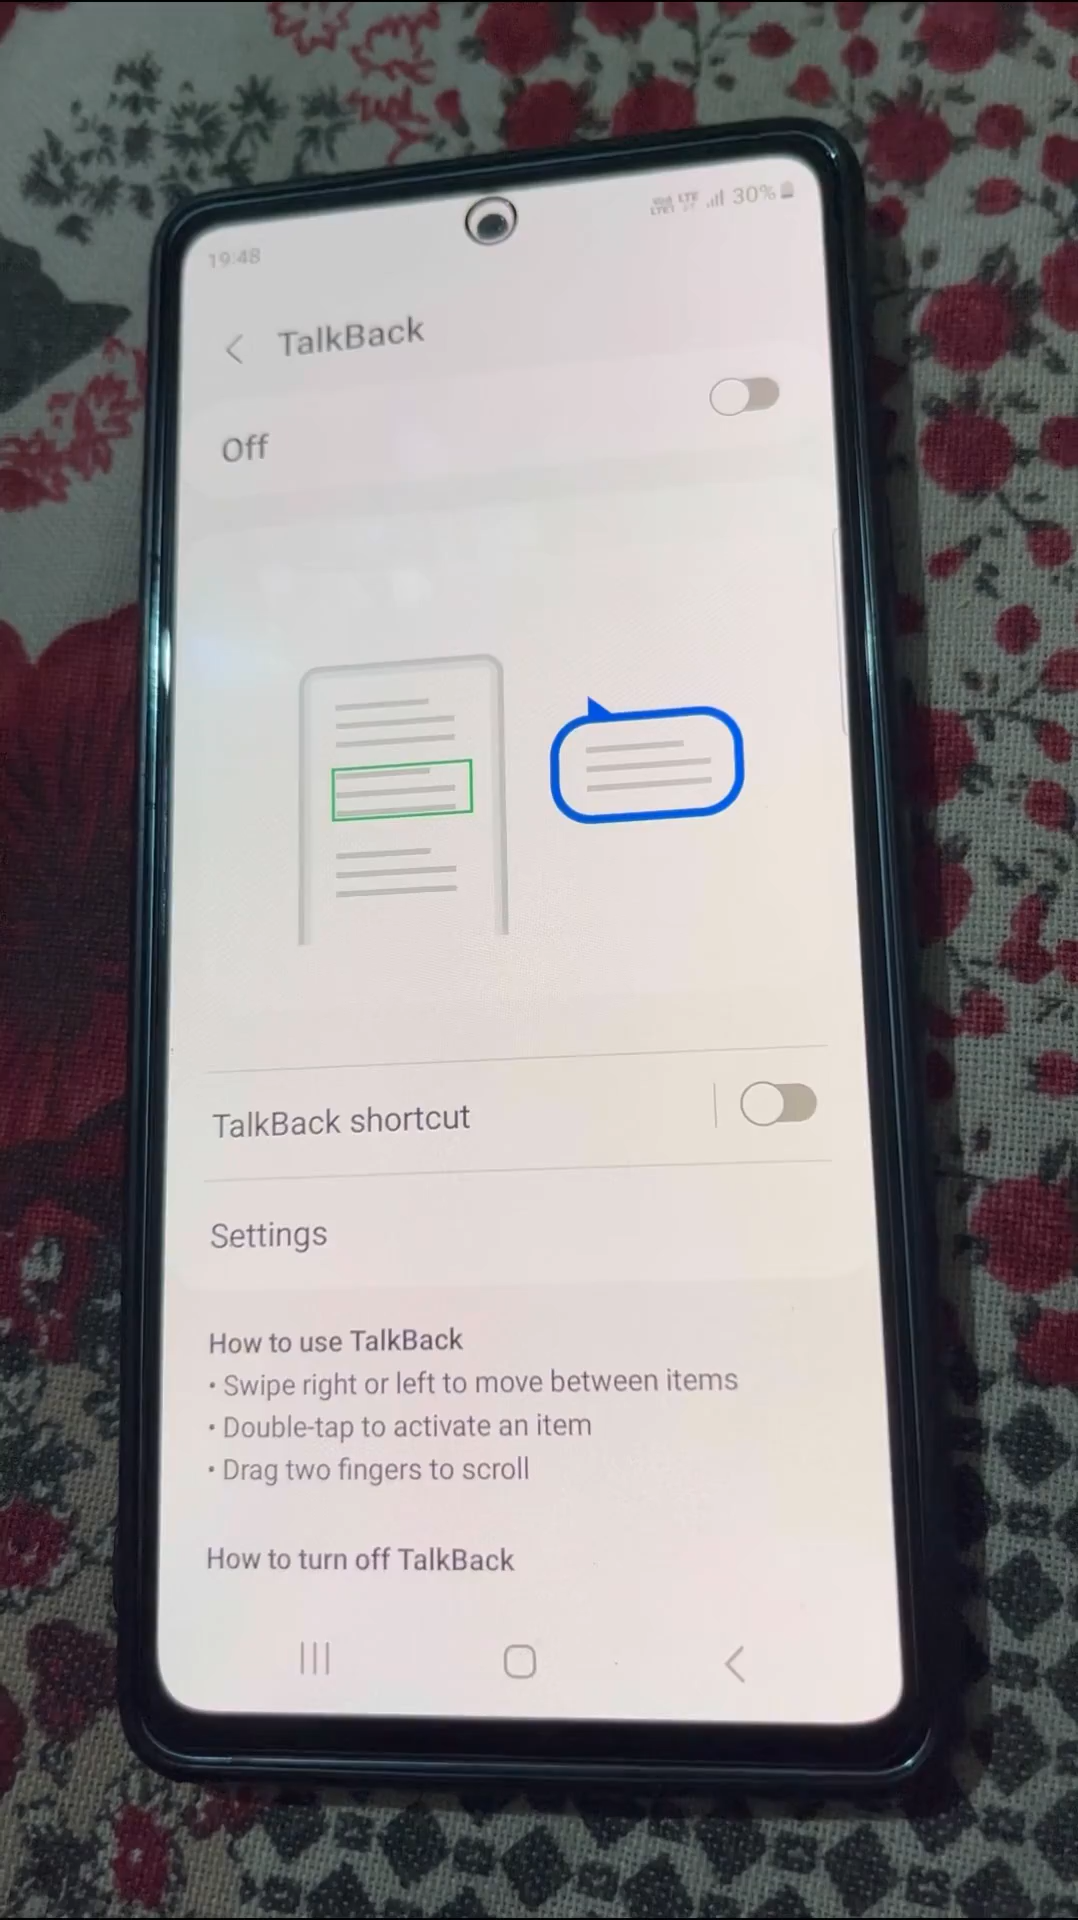 19:48
30%
TalkBack
Off
TalkBack shortcut
Settings
How to use TalkBack
• Swipe right or left to move between items
• Double-tap to activate an item
• Drag two fingers to scroll
How to turn off TalkBack